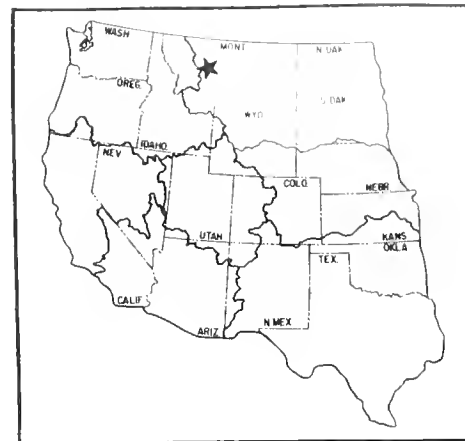 WASH
MONT
N. DAK
OREG.
S. DAK
WYO
IDAHO
NEV
NEBR
COLO.
UTAH
KANS
OKLA
TEX.
CALIF
ARIZ
N MEX